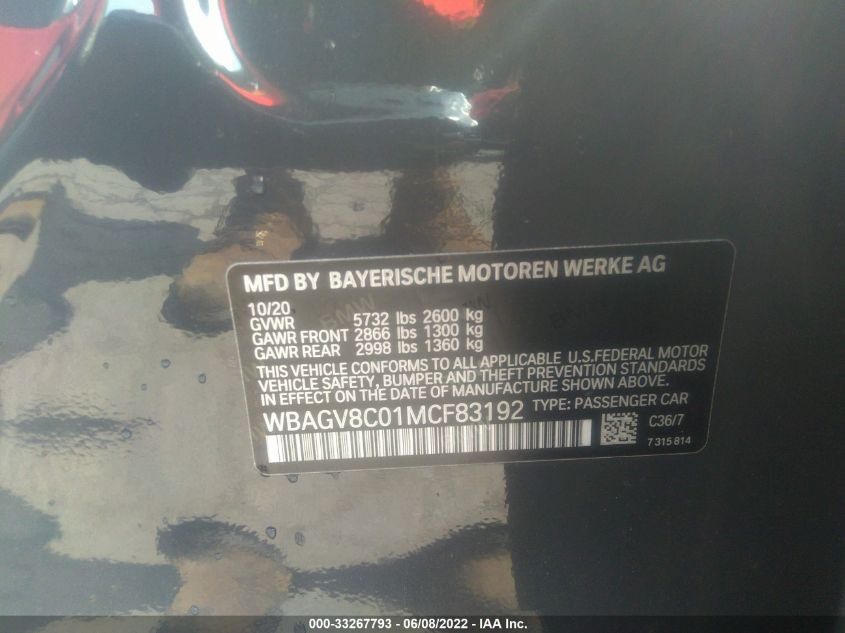 MFD BY BAYERISCHE MOTOREN WERKE AG
10/20
GVWR 5732 lbs 2600 kg
GAWR FRONT 2866 lbs 1300 kg
GAWR REAR 2998 lbs 1360 kg
THIS VEHICLE CONFORMS TO ALL APPLICABLE U.S.FEDERAL MOTOR
VEHICLE SAFETY, BUMPER AND THEFT PREVENTION STANDARDS
IN EFFECT ON THE DATE OF MANUFACTURE SHOWN ABOVE.
WBAGV8C01MCF83192 TYPE: PASSENGER CAR
C36/7
7 315 814
000-33267793 - 06/08/2022 - IAA Inc.